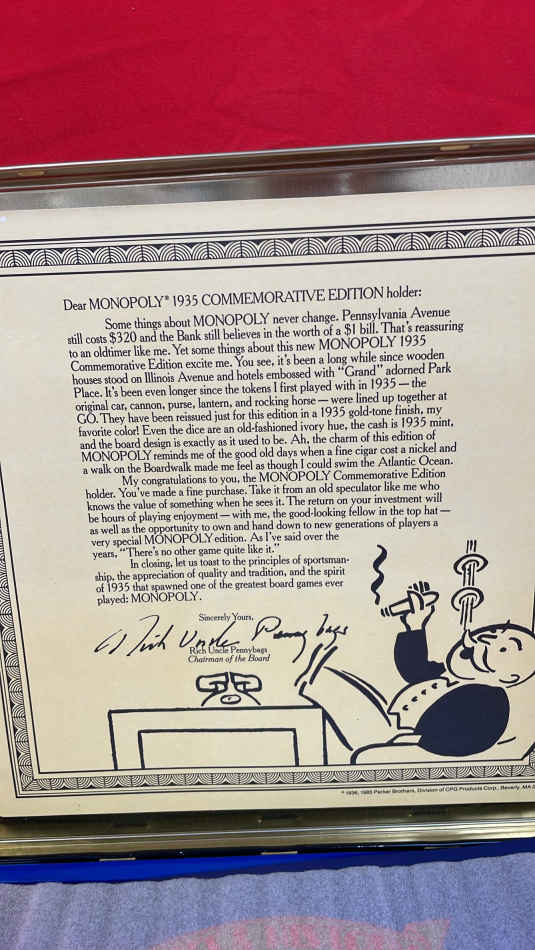 Dear MONOPOLY® 1935 COMMEMORATIVE EDITION holder:
Some things about MONOPOLY never change. Pennsylvania Avenue
still costs $320 and the Bank still believes in the worth of a $1 bill. That's reassuring
to an oldtimer like me. Yet some things about this new MONOPOLY 1935
Commemorative Edition excite me. You see, it's been a long while since wooden
houses stood on Illinois Avenue and hotels embossed with "Grand" adorned Park
Place. It's been even longer since the tokens I first played with in 1935 — the
original car, cannon, purse, lantern, and rocking horse — were lined up together at
GO. They have been reissued just for this edition in a 1935 gold-tone finish, my
favorite color! Even the dice are an old-fashioned ivory hue, the cash is 1935 mint,
and the board design is exactly as it used to be. Ah, the charm of this edition of
MONOPOLY reminds me of the good old days when a fine cigar cost a nickel and
a walk on the Boardwalk made me feel as though I could swim the Atlantic Ocean.
My congratulations to you, the MONOPOLY Commemorative Edition
holder. You've made a fine purchase. Take it from an old speculator like me who
knows the value of something when he sees it. The return on your investment will
be hours of playing enjoyment — with me, the good-looking fellow in the top hat —
as well as the opportunity to own and hand down to new generations of players a
very special MONOPOLY edition. As I've said over the
years, "There's no other game quite like it."
In closing, let us toast to the principles of sportsman-
ship, the appreciation of quality and tradition, and the spirit
of 1935 that spawned one of the greatest board games ever
played: MONOPOLY.
Sincerely Yours,
Rich Uncle Pennybags
Rich Uncle Pennybags
Chairman of the Board
© 1936, 1985 Parker Brothers, Division of CPG Products Corp., Beverly, MA